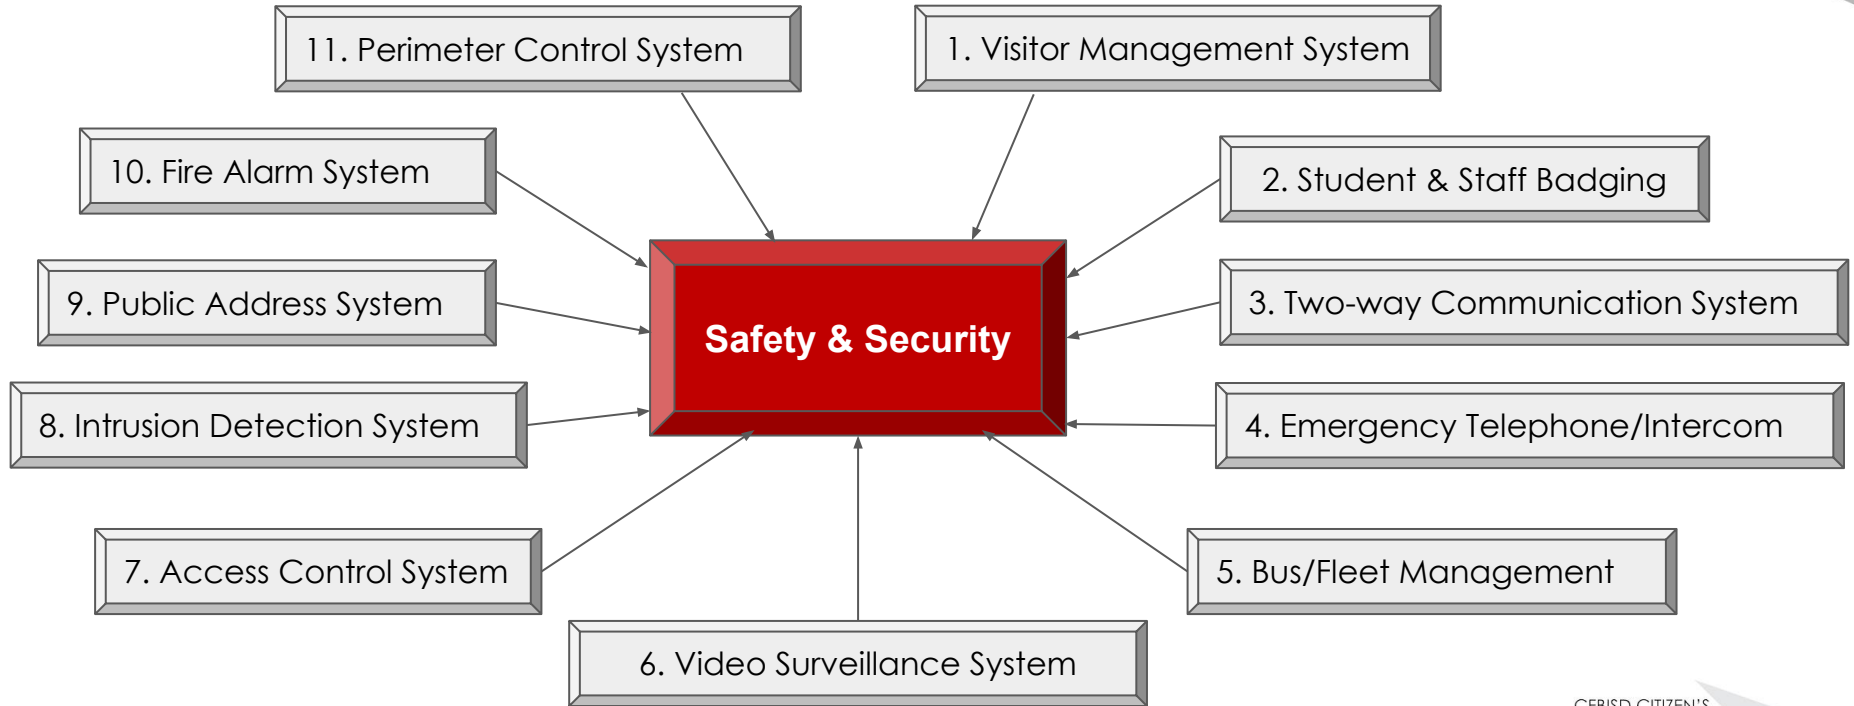 11. Perimeter Control System
1. Visitor Management System
10. Fire Alarm System
2. Student & Staff Badging
9. Public Address System
3. Two-way Communication System
Safety & Security
8. Intrusion Detection System
4. Emergency Telephone/Intercom
7. Access Control System
5. Bus/Fleet Management
6. Video Surveillance System
CITIZEN'S